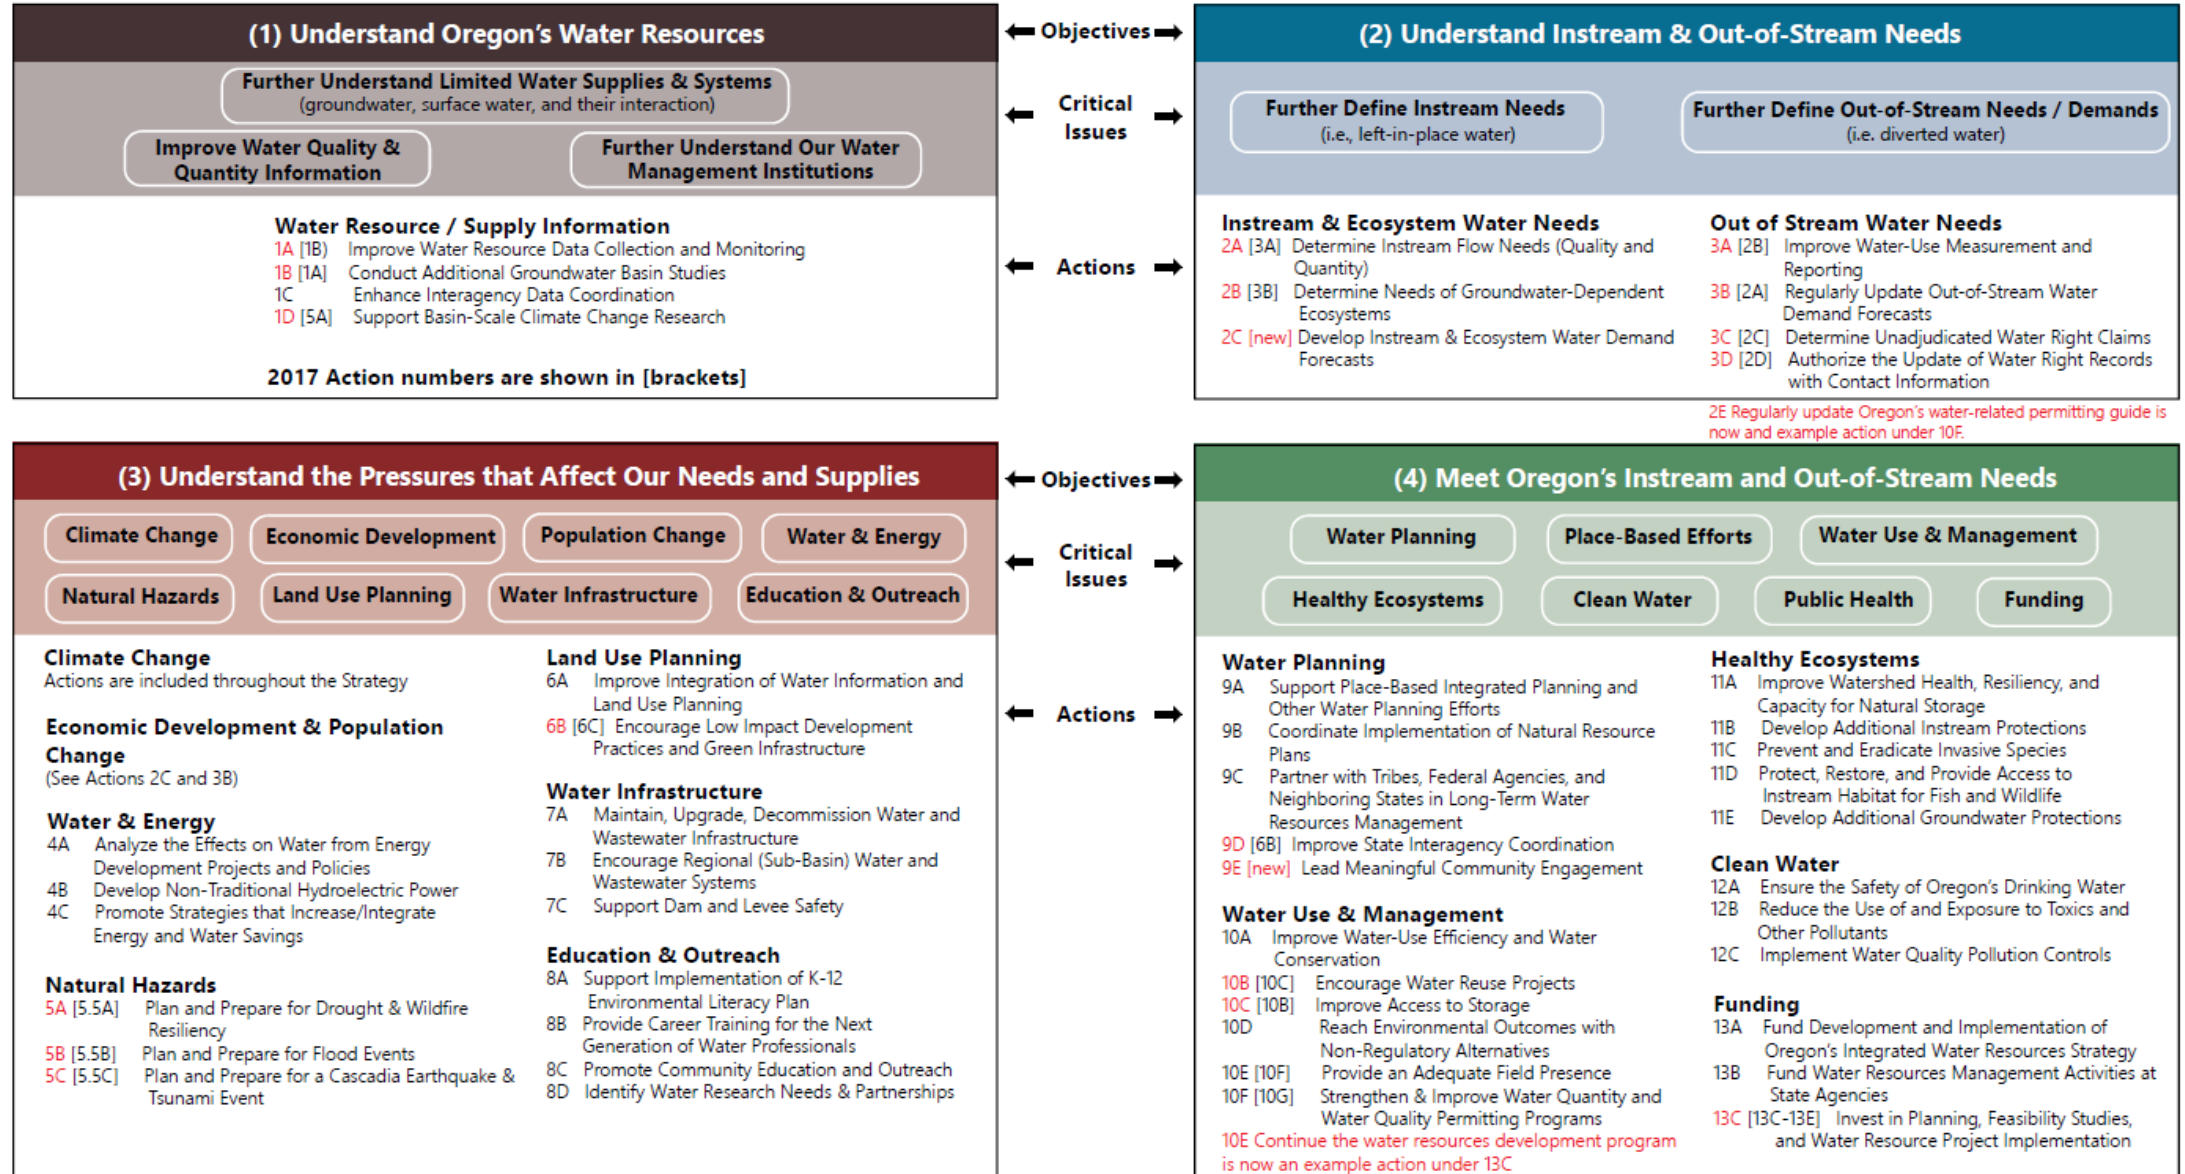 (1) Understand Oregon's Water Resources
Further Understand Limited Water Supplies & Systems
(groundwater, surface water, and their interaction)
Improve Water Quality &
Quantity Information
Further Understand Our Water
Management Institutions
Water Resource / Supply Information
1A [1B) Improve Water Resource Data Collection and Monitoring
1B [1A] Conduct Additional Groundwater Basin Studies
1C Enhance Interagency Data Coordination
1D [5A] Support Basin-Scale Climate Change Research
2017 Action numbers are shown in [brackets]
Objectives
Critical
Issues
Actions
(2) Understand Instream & Out-of-Stream Needs
Further Define Instream Needs
(i.e., left-in-place water)
Further Define Out-of-Stream Needs / Demands
(i.e. diverted water)
Instream & Ecosystem Water Needs
2A [3A] Determine Instream Flow Needs (Quality and
Quantity)
2B [3B] Determine Needs of Groundwater-Dependent
Ecosystems
2C [new] Develop Instream & Ecosystem Water Demand
Forecasts
Out of Stream Water Needs
3A [2B] Improve Water-Use Measurement and
Reporting
3B [2A] Regularly Update Out-of-Stream Water
Demand Forecasts
3C [2C] Determine Unadjudicated Water Right Claims
3D [2D] Authorize the Update of Water Right Records
with Contact Information
2E Regularly update Oregon's water-related permitting guide is
now and example action under 10F.
(3) Understand the Pressures that Affect Our Needs and Supplies
Climate Change
Economic Development
Population Change
Water & Energy
Natural Hazards
Land Use Planning
Water Infrastructure
Education & Outreach
Climate Change
Actions are included throughout the Strategy
Economic Development & Population
Change
(See Actions 2C and 3B)
Water & Energy
4A Analyze the Effects on Water from Energy
Development Projects and Policies
4B Develop Non-Traditional Hydroelectric Power
4C Promote Strategies that Increase/Integrate
Energy and Water Savings
Natural Hazards
5A [5.5A] Plan and Prepare for Drought & Wildfire
Resiliency
5B [5.5B] Plan and Prepare for Flood Events
5C [5.5C] Plan and Prepare for a Cascadia Earthquake &
Tsunami Event
Land Use Planning
6A Improve Integration of Water Information and
Land Use Planning
6B [6C] Encourage Low Impact Development
Practices and Green Infrastructure
Water Infrastructure
7A Maintain, Upgrade, Decommission Water and
Wastewater Infrastructure
7B Encourage Regional (Sub-Basin) Water and
Wastewater Systems
7C Support Dam and Levee Safety
Education & Outreach
8A Support Implementation of K-12
Environmental Literacy Plan
8B Provide Career Training for the Next
Generation of Water Professionals
8C Promote Community Education and Outreach
8D Identify Water Research Needs & Partnerships
Objectives
Critical
Issues
Actions
(4) Meet Oregon's Instream and Out-of-Stream Needs
Water Planning
Place-Based Efforts
Water Use & Management
Healthy Ecosystems
Clean Water
Public Health
Funding
Water Planning
9A Support Place-Based Integrated Planning and
Other Water Planning Efforts
9B Coordinate Implementation of Natural Resource
Plans
9C Partner with Tribes, Federal Agencies, and
Neighboring States in Long-Term Water
Resources Management
9D [6B] Improve State Interagency Coordination
9E [new] Lead Meaningful Community Engagement
Water Use & Management
10A Improve Water-Use Efficiency and Water
Conservation
10B [10C] Encourage Water Reuse Projects
10C [10B] Improve Access to Storage
10D Reach Environmental Outcomes with
Non-Regulatory Alternatives
10E [10F] Provide an Adequate Field Presence
10F [10G] Strengthen & Improve Water Quantity and
Water Quality Permitting Programs
10E Continue the water resources development program
is now an example action under 13C
Healthy Ecosystems
11A Improve Watershed Health, Resiliency, and
Capacity for Natural Storage
11B Develop Additional Instream Protections
11C Prevent and Eradicate Invasive Species
11D Protect, Restore, and Provide Access to
Instream Habitat for Fish and Wildlife
11E Develop Additional Groundwater Protections
Clean Water
12A Ensure the Safety of Oregon's Drinking Water
12B Reduce the Use of and Exposure to Toxics and
Other Pollutants
12C Implement Water Quality Pollution Controls
Funding
13A Fund Development and Implementation of
Oregon's Integrated Water Resources Strategy
13B Fund Water Resources Management Activities at
State Agencies
13C [13C-13E] Invest in Planning, Feasibility Studies,
and Water Resource Project Implementation